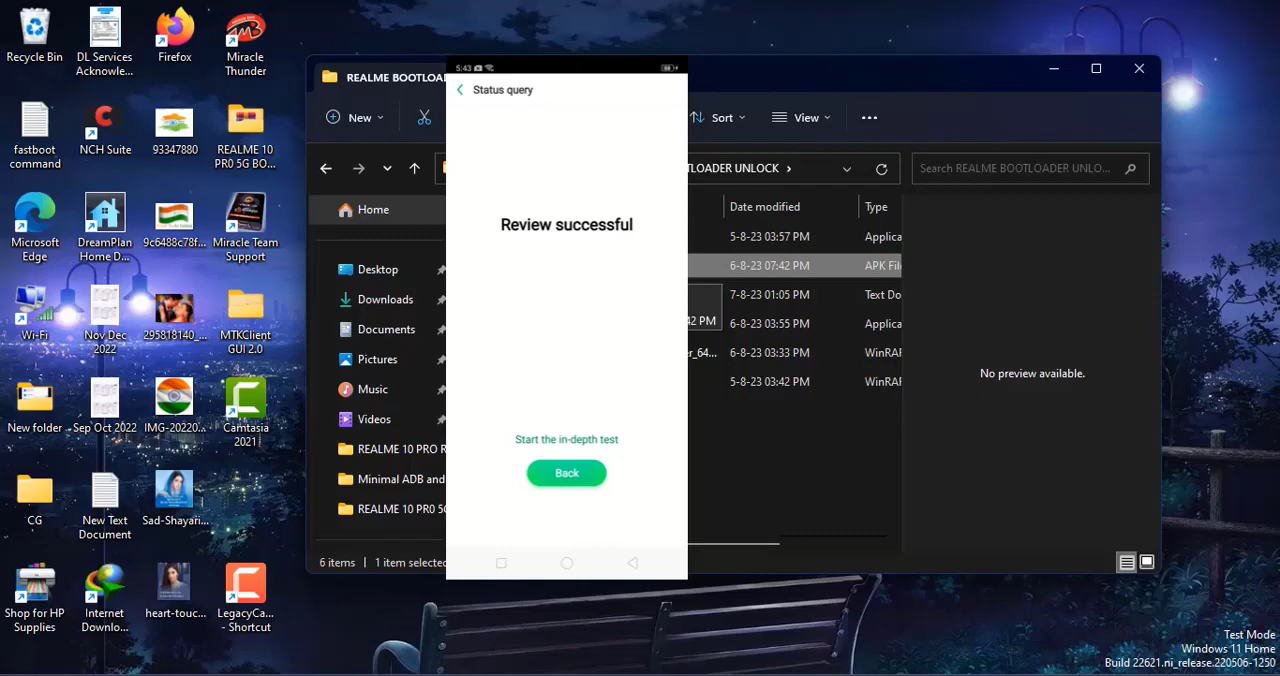 Recycle Bin
DL Services
Acknowle...
Firefox
Miracle
Thunder
fastboot
command
NCH Suite
93347880
REALME 10
PR0 5G BO...
Microsoft
Edge
DreamPlan
Home D...
9c6488c78f...
Miracle Team
Support
Wi-Fi
Nov Dec
2022
295818140_...
MTKClient
GUI 2.0
New folder
Sep Oct 2022
IMG-20220...
Camtasia
2021
CG
New Text
Document
Sad-Shayari...
Shop for HP
Supplies
Internet
Downlo...
heart-touc...
LegacyCa...
- Shortcut
REALME BOOTLOA
New
Sort
View
TLOADER UNLOCK
Search REALME BOOTLOADER UNLO...
Home
Desktop
Downloads
Documents
Pictures
Music
Videos
REALME 10 PRO R
Minimal ADB and
REALME 10 PR0 5G
6 items
1 item selected
5:43
Status query
Review successful
Start the in-depth test
Back
Date modified
Type
5-8-23 03:57 PM
Applica
6-8-23 07:42 PM
APK Fil
7-8-23 01:05 PM
Text Do
42 PM
6-8-23 03:55 PM
Applica
er_64...
6-8-23 03:33 PM
WinRAR
5-8-23 03:42 PM
WinRAR
No preview available.
Test Mode
Windows 11 Home
Build 22621.ni_release.220506-1250